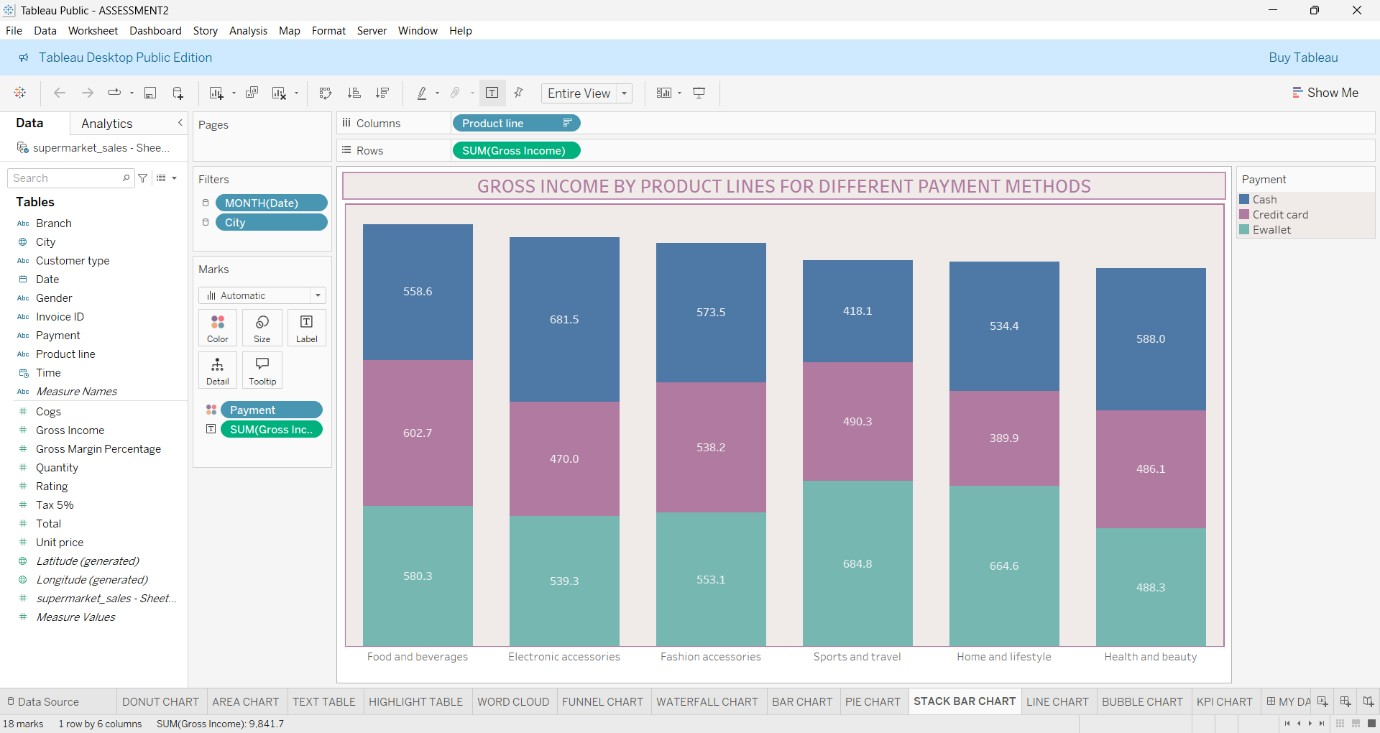 Tableau Public - ASSESSMENT2
File Data Worksheet Dashboard Story Analysis Map Format Server Window Help
Tableau Desktop Public Edition
Buy Tableau
Entire View
Show Me
Data
Analytics
supermarket_sales - Shee...
Search
Tables
Abc Branch
City
Abc Customer type
Date
Abc Gender
Abc Invoice ID
Abc Payment
Abc Product line
Time
Abc Measure Names
# Cogs
# Gross Income
# Gross Margin Percentage
# Quantity
# Rating
# Tax 5%
# Total
# Unit price
Latitude (generated)
Longitude (generated)
# supermarket_sales - Sheet...
# Measure Values
Pages
Filters
MONTH(Date)
City
Marks
Automatic
Color Size Label
Detail Tooltip
Payment
SUM(Gross Inc..
Columns
Product line
Rows
SUM(Gross Income)
GROSS INCOME BY PRODUCT LINES FOR DIFFERENT PAYMENT METHODS
558.6 681.5 573.5 418.1 534.4 588.0
602.7 470.0 538.2 490.3 389.9 486.1
580.3 539.3 553.1 684.8 664.6 488.3
Food and beverages Electronic accessories Fashion accessories Sports and travel Home and lifestyle Health and beauty
Payment
Cash
Credit card
Ewallet
Data Source DONUT CHART AREA CHART TEXT TABLE HIGHLIGHT TABLE WORD CLOUD FUNNEL CHART WATERFALL CHART BAR CHART PIE CHART STACK BAR CHART LINE CHART BUBBLE CHART KPI CHART MY DA
18 marks 1 row by 6 columns SUM(Gross Income): 9,841.7